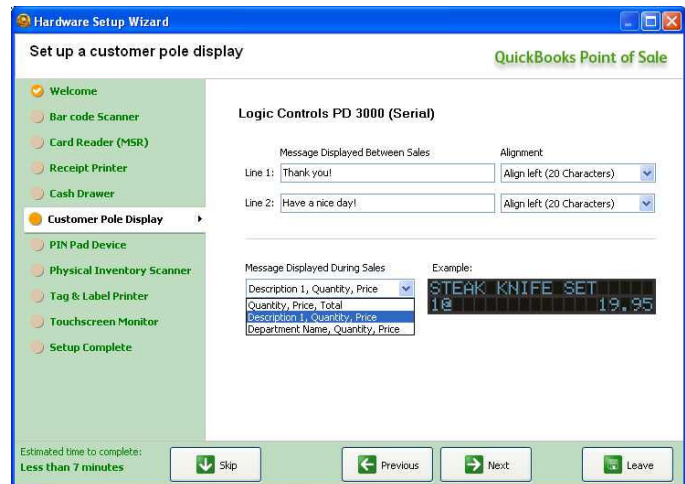 Hardware Setup Wizard
Set up a customer pole display
QuickBooks Point of Sale
Welcome
Bar code Scanner
Card Reader (MSR)
Receipt Printer
Cash Drawer
Customer Pole Display
PIN Pad Device
Physical Inventory Scanner
Tag & Label Printer
Touchscreen Monitor
Setup Complete
Logic Controls PD 3000 (Serial)
Message Displayed Between Sales Alignment
Line 1: Thank you! Align left (20 Characters)
Line 2: Have a nice day! Align left (20 Characters)
Message Displayed During Sales Example:
Description 1, Quantity, Price
Quantity, Price, Total
Description 1, Quantity, Price
Department Name, Quantity, Price
STEAK KNIFE SET
1@ 19.95
Estimated time to complete:
Less than 7 minutes
Skip Previous Next Leave